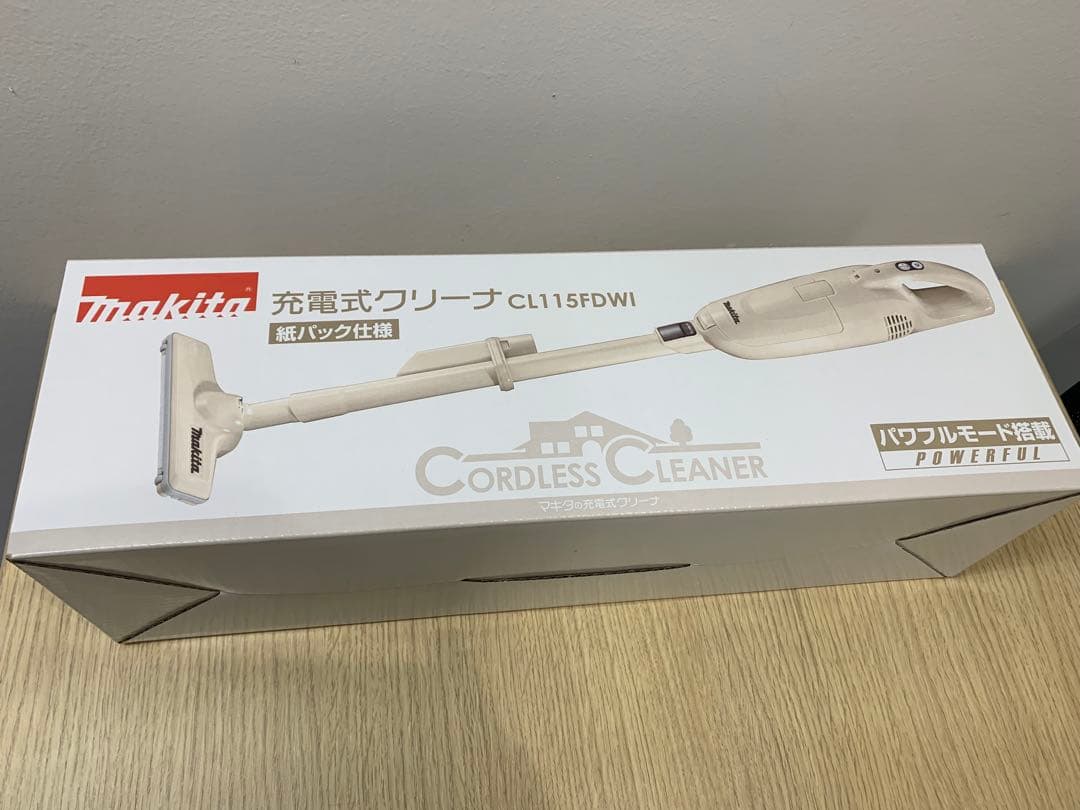 makita
充電式クリーナ CL115FDWI
紙パック仕様
makita
makita
CORDLESS CLEANER
マキタの充電式クリーナ
パワフルモード搭載
POWERFUL